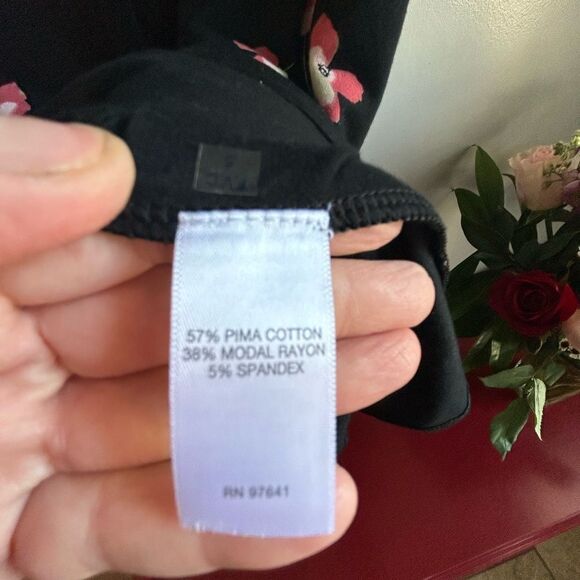 57% PIMA COTTON
38% MODAL RAYON
5% SPANDEX
RN 97641